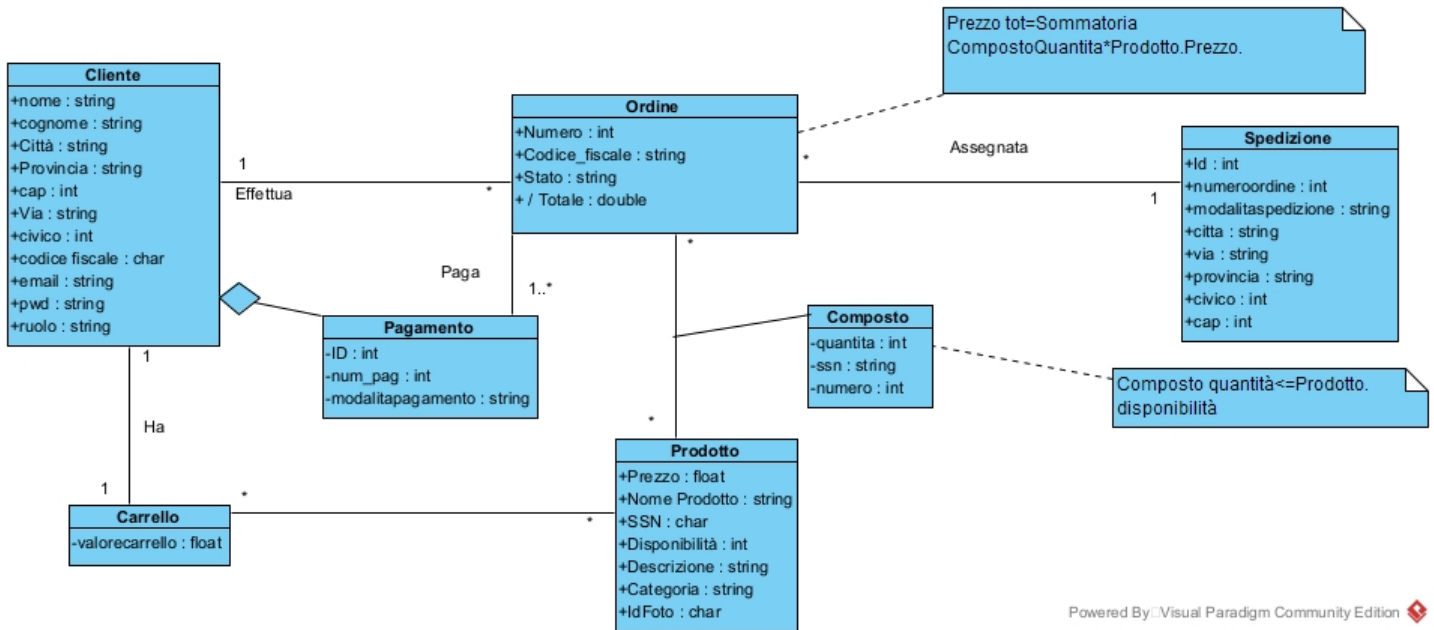 Prezzo tot=Sommatoria
CompostoQuantita*Prodotto.Prezzo.
Cliente
+nome : string
+cognome : string
+Città : string
+Provincia : string
+cap : int
+Via : string
+civico : int
+codice fiscale : char
+email : string
+pwd : string
+ruolo : string
1
Effettua
*
Ordine
+Numero : int
+Codice_fiscale : string
+Stato : string
+ / Totale : double
*
Assegnata
1
Spedizione
+Id : int
+numeroordine : int
+modalitaspedizione : string
+citta : string
+via : string
+provincia : string
+civico : int
+cap : int
Paga
1..*
*
Pagamento
-ID : int
-num_pag : int
-modalitapagamento : string
Composto
-quantita : int
-ssn : string
-numero : int
Composto quantità<=Prodotto.
disponibilità
1
Ha
1
*
Carrello
-valorecarrello : float
*
*
Prodotto
+Prezzo : float
+Nome Prodotto : string
+SSN : char
+Disponibilità : int
+Descrizione : string
+Categoria : string
+IdFoto : char
Powered By Visual Paradigm Community Edition